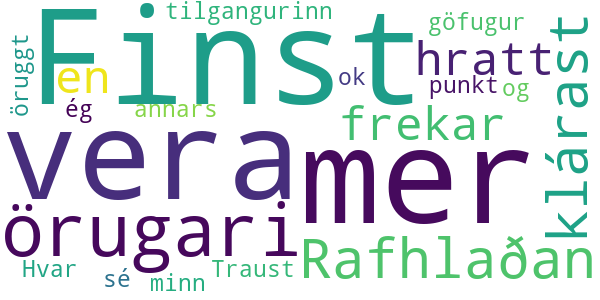 tilgangurinn
göfugur
Finst
klárast
öruggt
en
hratt
ok
punkt
og
ég
annars
frekar
vera
mer
örugari
Rafhlaðan
Hvar
Traust
sé
minn